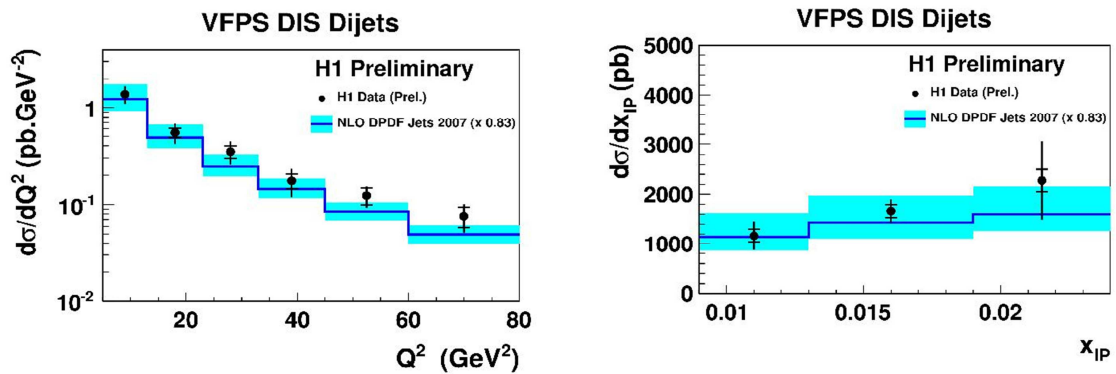 VFPS DIS Dijets
dσ/dQ² (pb.GeV⁻²)
H1 Preliminary
H1 Data (Prel.)
NLO DPDF Jets 2007 (x 0.83)
1
10⁻¹
10⁻²
20 40 60 80
Q² (GeV²)
VFPS DIS Dijets
dσ/dx_IP (pb)
H1 Preliminary
H1 Data (Prel.)
NLO DPDF Jets 2007 (x 0.83)
5000
4000
3000
2000
1000
0
0.01 0.015 0.02
x_IP